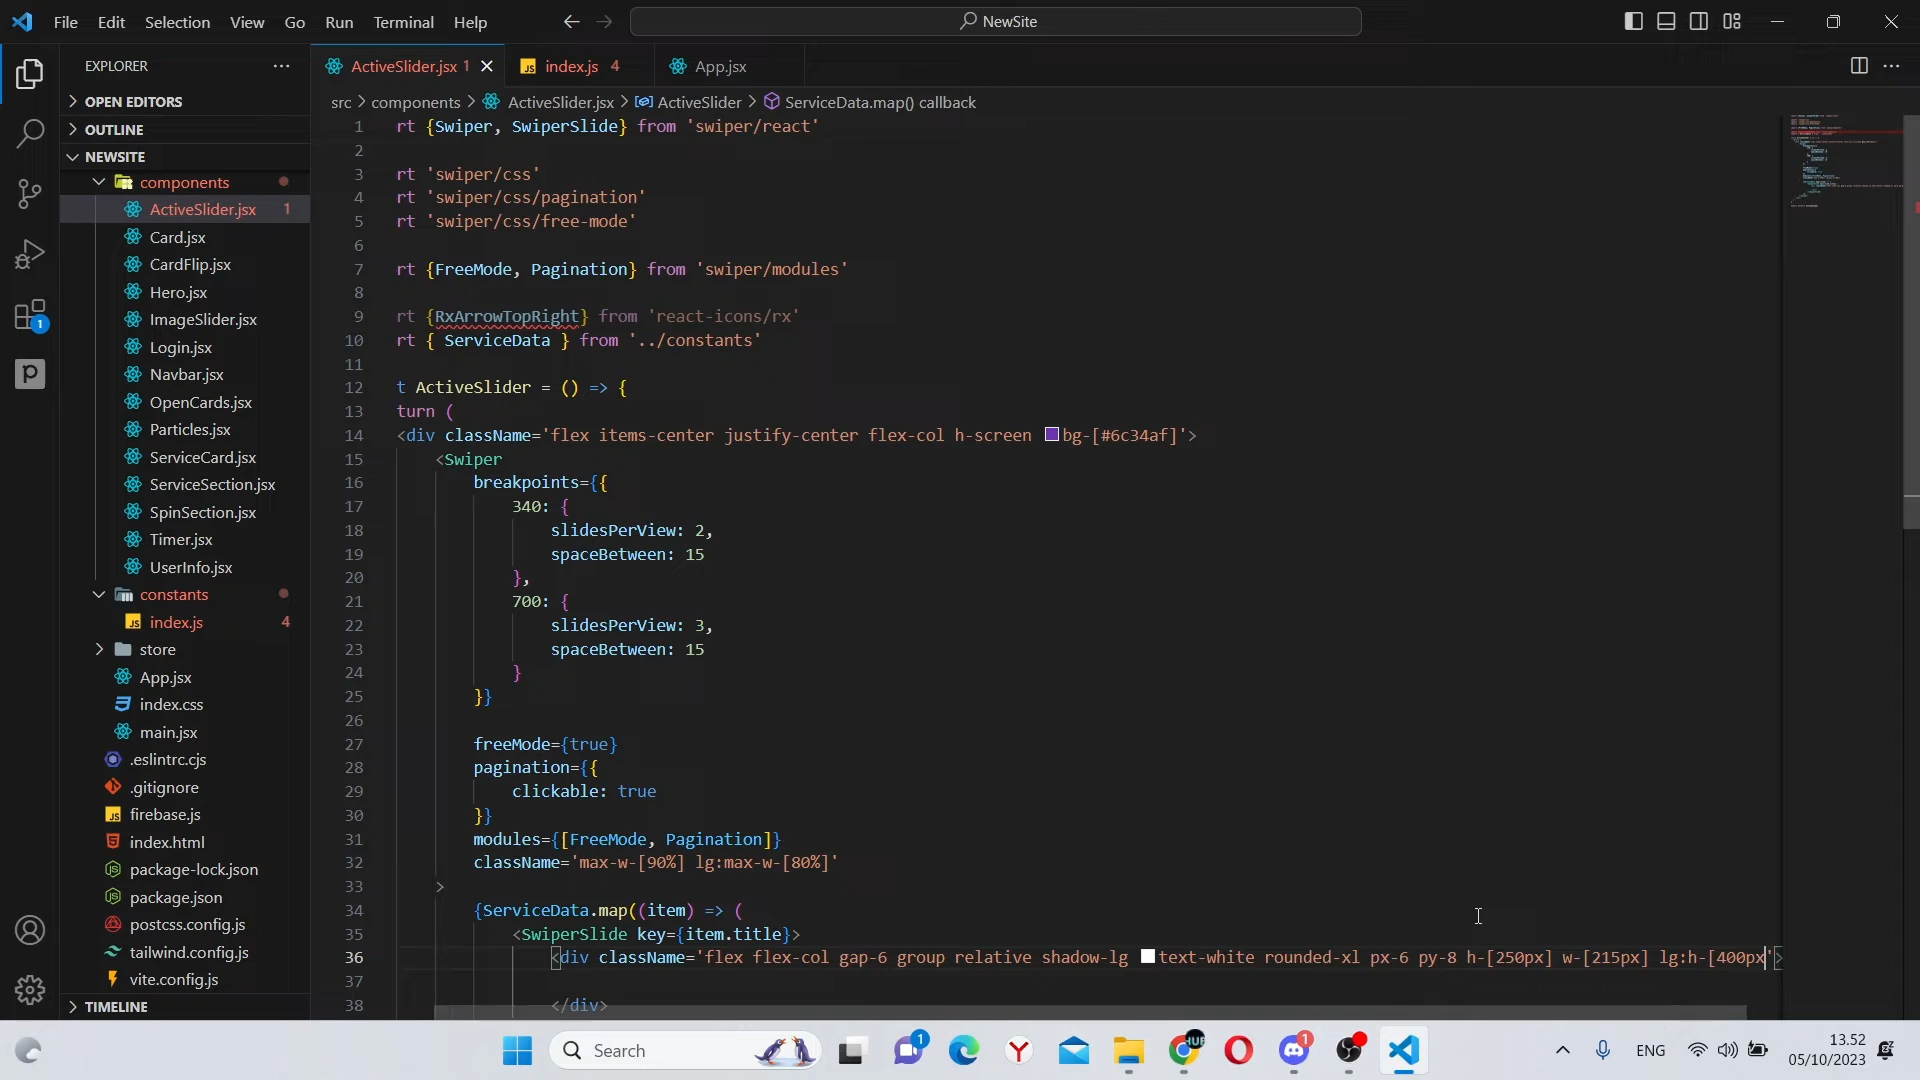 File Edit Selection View Go Run Terminal Help
NewSite
EXPLORER
ActiveSlider.jsx 1
index.js 4
App.jsx
OPEN EDITORS
OUTLINE
NEWSITE
components
ActiveSlider.jsx 1
Card.jsx
CardFlip.jsx
Hero.jsx
ImageSlider.jsx
Login.jsx
Navbar.jsx
OpenCards.jsx
Particles.jsx
ServiceCard.jsx
ServiceSection.jsx
SpinSection.jsx
Timer.jsx
UserInfo.jsx
constants
index.js 4
store
App.jsx
index.css
main.jsx
.eslintrc.cjs
.gitignore
firebase.js
index.html
package-lock.json
package.json
postcss.config.js
tailwind.config.js
vite.config.js
TIMELINE
1
src > components > ActiveSlider.jsx > ActiveSlider > ServiceData.map() callback
1 rt {Swiper, SwiperSlide} from 'swiper/react'
2
3 rt 'swiper/css'
4 rt 'swiper/css/pagination'
5 rt 'swiper/css/free-mode'
6
7 rt {FreeMode, Pagination} from 'swiper/modules'
8
9 rt {RxArrowTopRight} from 'react-icons/rx'
10 rt { ServiceData } from '../constants'
11
12 t ActiveSlider = () => {
13 turn (
14 <div className='flex items-center justify-center flex-col h-screen bg-[#6c34af]'>
15 <Swiper
16 breakpoints={{
17 340: {
18 slidesPerView: 2,
19 spaceBetween: 15
20 },
21 700: {
22 slidesPerView: 3,
23 spaceBetween: 15
24 }
25 }}
26
27 freeMode={true}
28 pagination={{
29 clickable: true
30 }}
31 modules={[FreeMode, Pagination]}
32 className='max-w-[90%] lg:max-w-[80%]'
33 >
34 {ServiceData.map((item) => (
35 <SwiperSlide key={item.title}>
36 <div className='flex flex-col gap-6 group relative shadow-lg text-white rounded-xl px-6 py-8 h-[250px] w-[215px] lg:h-[400px'>
37
38 </div>
Search
1
HUB
1
ENG
13.52
05/10/2023